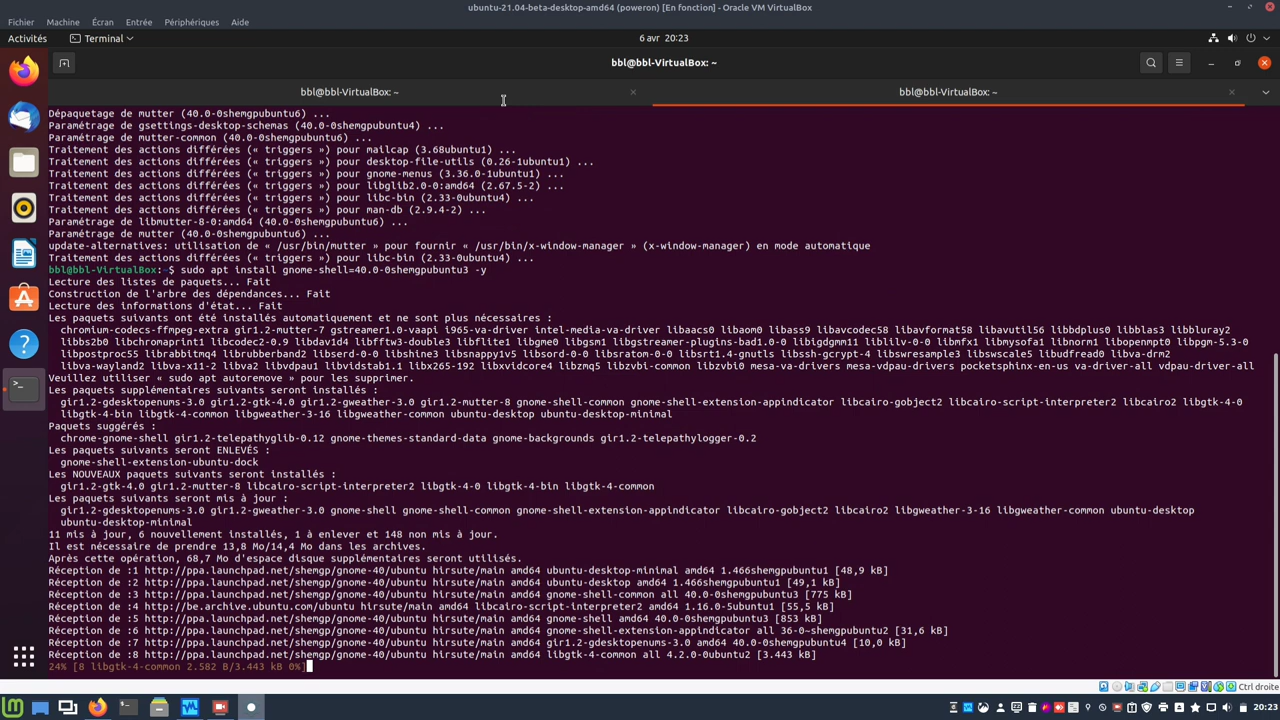 ubuntu-21.04-beta-desktop-amd64 (poweron) [En fonction] - Oracle VM VirtualBox
Fichier Machine Écran Entrée Périphériques Aide
Activités Terminal 6 avr 20:23
bbl@bbl-VirtualBox: ~
bbl@bbl-VirtualBox: ~ bbl@bbl-VirtualBox: ~
Dépaquetage de mutter (40.0-0shemgpubuntu6) ...
Paramétrage de gsettings-desktop-schemas (40.0-0shemgpubuntu4) ...
Paramétrage de mutter-common (40.0-0shemgpubuntu6) ...
Traitement des actions différées (« triggers ») pour mailcap (3.68ubuntu1) ...
Traitement des actions différées (« triggers ») pour desktop-file-utils (0.26-1ubuntu1) ...
Traitement des actions différées (« triggers ») pour gnome-menus (3.36.0-1ubuntu1) ...
Traitement des actions différées (« triggers ») pour libglib2.0-0:amd64 (2.67.5-2) ...
Traitement des actions différées (« triggers ») pour libc-bin (2.33-0ubuntu4) ...
Traitement des actions différées (« triggers ») pour man-db (2.9.4-2) ...
Paramétrage de libmutter-8-0:amd64 (40.0-0shemgpubuntu6) ...
Paramétrage de mutter (40.0-0shemgpubuntu6) ...
update-alternatives: utilisation de « /usr/bin/mutter » pour fournir « /usr/bin/x-window-manager » (x-window-manager) en mode automatique
Traitement des actions différées (« triggers ») pour libc-bin (2.33-0ubuntu4) ...
bbl@bbl-VirtualBox:~$ sudo apt install gnome-shell=40.0-0shemgpubuntu3 -y
Lecture des listes de paquets... Fait
Construction de l'arbre des dépendances... Fait
Lecture des informations d'état... Fait
Les paquets suivants ont été installés automatiquement et ne sont plus nécessaires :
chromium-codecs-ffmpeg-extra gir1.2-mutter-7 gstreamer1.0-vaapi i965-va-driver intel-media-va-driver libaacs0 libaom0 libass9 libavcodec58 libavformat58 libavutil56 libbdplus0 libblas3 libbluray2
libbs2b0 libchromaprint1 libcodec2-0.9 libdav1d4 libfftw3-double3 libflite1 libgme0 libgsm1 libgstreamer-plugins-bad1.0-0 libigdgmm11 liblilv-0-0 libmfx1 libmysofa1 libnorm1 libopenmpt0 libpgm-5.3-0
libpostproc55 librabbitmq4 librubberband2 libserd-0-0 libshine3 libsnappy1v5 libsord-0-0 libsratom-0-0 libsrt1.4-gnutls libssh-gcrypt-4 libswresample3 libswscale5 libudfread0 libva-drm2
libva-wayland2 libva-x11-2 libva2 libvdpau1 libvidstab1.1 libx265-192 libxvidcore4 libzmq5 libzvbi-common libzvbi0 mesa-va-drivers mesa-vdpau-drivers pocketsphinx-en-us va-driver-all vdpau-driver-all
Veuillez utiliser « sudo apt autoremove » pour les supprimer.
Les paquets supplémentaires suivants seront installés :
gir1.2-gdesktopenums-3.0 gir1.2-gtk-4.0 gir1.2-gweather-3.0 gir1.2-mutter-8 gnome-shell-common gnome-shell-extension-appindicator libcairo-gobject2 libcairo-script-interpreter2 libcairo2 libgtk-4-0
libgtk-4-bin libgtk-4-common libgweather-3-16 libgweather-common ubuntu-desktop ubuntu-desktop-minimal
Paquets suggérés :
chrome-gnome-shell gir1.2-telepathyglib-0.12 gnome-themes-standard-data gnome-backgrounds gir1.2-telepathylogger-0.2
Les paquets suivants seront ENLEVÉS :
gnome-shell-extension-ubuntu-dock
Les NOUVEAUX paquets suivants seront installés :
gir1.2-gtk-4.0 gir1.2-mutter-8 libcairo-script-interpreter2 libgtk-4-0 libgtk-4-bin libgtk-4-common
Les paquets suivants seront mis à jour :
gir1.2-gdesktopenums-3.0 gir1.2-gweather-3.0 gnome-shell gnome-shell-common gnome-shell-extension-appindicator libcairo-gobject2 libcairo2 libgweather-3-16 libgweather-common ubuntu-desktop
ubuntu-desktop-minimal
11 mis à jour, 6 nouvellement installés, 1 à enlever et 148 non mis à jour.
Il est nécessaire de prendre 13,8 Mo/14,4 Mo dans les archives.
Après cette opération, 68,7 Mo d'espace disque supplémentaires seront utilisés.
Réception de :1 http://ppa.launchpad.net/shemgp/gnome-40/ubuntu hirsute/main amd64 ubuntu-desktop-minimal amd64 1.466shemgpubuntu1 [48,9 kB]
Réception de :2 http://ppa.launchpad.net/shemgp/gnome-40/ubuntu hirsute/main amd64 ubuntu-desktop amd64 1.466shemgpubuntu1 [49,1 kB]
Réception de :3 http://ppa.launchpad.net/shemgp/gnome-40/ubuntu hirsute/main amd64 gnome-shell-common all 40.0-0shemgpubuntu3 [775 kB]
Réception de :4 http://be.archive.ubuntu.com/ubuntu hirsute/main amd64 libcairo-script-interpreter2 amd64 1.16.0-5ubuntu1 [55,5 kB]
Réception de :5 http://ppa.launchpad.net/shemgp/gnome-40/ubuntu hirsute/main amd64 gnome-shell amd64 40.0-0shemgpubuntu3 [853 kB]
Réception de :6 http://ppa.launchpad.net/shemgp/gnome-40/ubuntu hirsute/main amd64 gnome-shell-extension-appindicator all 36-0~shemgpubuntu2 [31,6 kB]
Réception de :7 http://ppa.launchpad.net/shemgp/gnome-40/ubuntu hirsute/main amd64 gir1.2-gdesktopenums-3.0 amd64 40.0-0shemgpubuntu4 [10,0 kB]
Réception de :8 http://ppa.launchpad.net/shemgp/gnome-40/ubuntu hirsute/main amd64 libgtk-4-common all 4.2.0-0ubuntu2 [3.443 kB]
24% [8 libgtk-4-common 2.582 B/3.443 kB 0%]
Ctrl droite
20:23